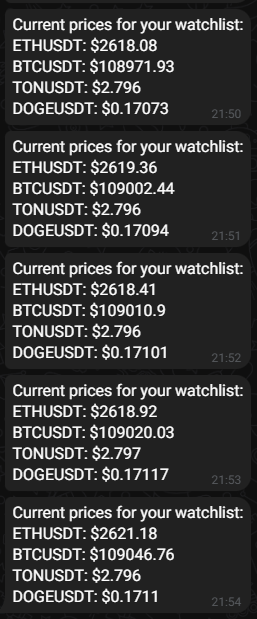 Current prices for your watchlist:
ETHUSDT: $2618.08
BTCUSDT: $108971.93
TONUSDT: $2.796
DOGEUSDT: $0.17073
21:50
Current prices for your watchlist:
ETHUSDT: $2619.36
BTCUSDT: $109002.44
TONUSDT: $2.796
DOGEUSDT: $0.17094
21:51
Current prices for your watchlist:
ETHUSDT: $2618.41
BTCUSDT: $109010.9
TONUSDT: $2.796
DOGEUSDT: $0.17101
21:52
Current prices for your watchlist:
ETHUSDT: $2618.92
BTCUSDT: $109020.03
TONUSDT: $2.797
DOGEUSDT: $0.17117
21:53
Current prices for your watchlist:
ETHUSDT: $2621.18
BTCUSDT: $109046.76
TONUSDT: $2.796
DOGEUSDT: $0.1711
21:54